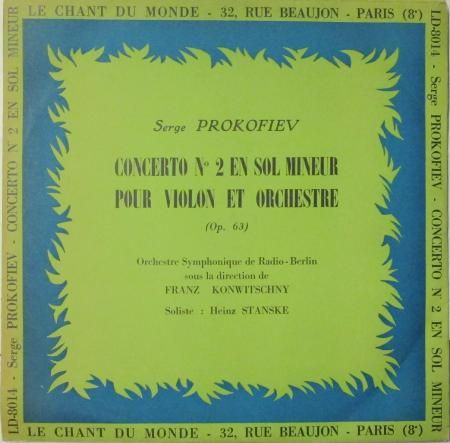 LE CHANT DU MONDE - 32, RUE BEAUJON - PARIS (8e)
LD-8014 - Serge PROKOFIEV - CONCERTO N° 2 EN SOL MINEUR
Serge PROKOFIEV
CONCERTO No 2 EN SOL MINEUR
POUR VIOLON ET ORCHESTRE
(Op. 63)
Orchestre Symphonique de Radio-Berlin
sous la direction de
FRANZ KONWITSCHNY
Soliste : Heinz STANSKE
LD-8014 - Serge PROKOFIEV - CONCERTO N° 2 EN SOL MINEUR
LE CHANT DU MONDE - 32, RUE BEAUJON - PARIS (8e)